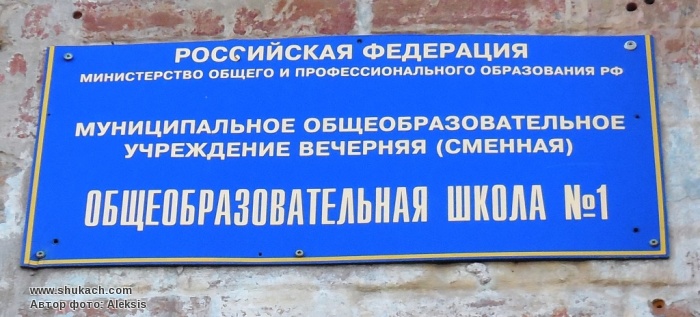 РОССИЙСКАЯ ФЕДЕРАЦИЯ
МИНИСТЕРСТВО ОБЩЕГО И ПРОФЕССИОНАЛЬНОГО ОБРАЗОВАНИЯ РФ
МУНИЦИПАЛЬНОЕ ОБЩЕОБРАЗОВАТЕЛЬНОЕ
УЧРЕЖДЕНИЕ ВЕЧЕРНЯЯ (СМЕННАЯ)
ОБЩЕОБРАЗОВАТЕЛЬНАЯ ШКОЛА №1
www.shukach.com
Автор фото: Aleksis